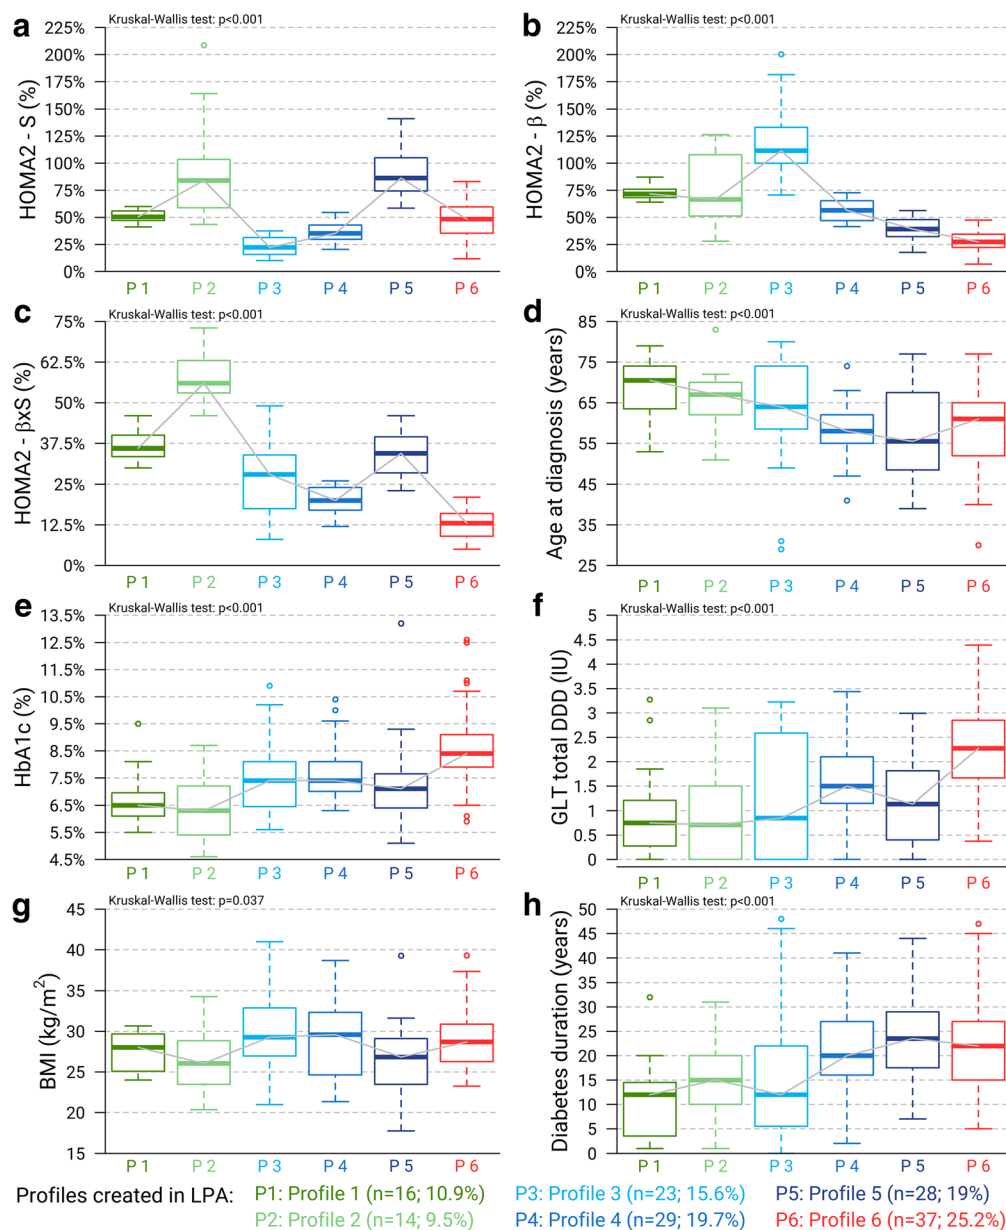 a
Kruskal-Wallis test: p<0.001
HOMA2 - S (%)
225%
200%
175%
150%
125%
100%
75%
50%
25%
0%
P 1 P 2 P 3 P 4 P 5 P 6
b
Kruskal-Wallis test: p<0.001
HOMA2 - β (%)
225%
200%
175%
150%
125%
100%
75%
50%
25%
0%
P 1 P 2 P 3 P 4 P 5 P 6
c
Kruskal-Wallis test: p<0.001
HOMA2 - βxS (%)
75%
62.5%
50%
37.5%
25%
12.5%
0%
P 1 P 2 P 3 P 4 P 5 P 6
d
Kruskal-Wallis test: p<0.001
Age at diagnosis (years)
85
75
65
55
45
35
25
P 1 P 2 P 3 P 4 P 5 P 6
e
Kruskal-Wallis test: p<0.001
HbA1c (%)
13.5%
12.5%
11.5%
10.5%
9.5%
8.5%
7.5%
6.5%
5.5%
4.5%
P 1 P 2 P 3 P 4 P 5 P 6
f
Kruskal-Wallis test: p<0.001
GLT total DDD (IU)
5
4.5
4
3.5
3
2.5
2
1.5
1
0.5
0
P 1 P 2 P 3 P 4 P 5 P 6
g
Kruskal-Wallis test: p=0.037
BMI (kg/m²)
45
40
35
30
25
20
15
P 1 P 2 P 3 P 4 P 5 P 6
h
Kruskal-Wallis test: p<0.001
Diabetes duration (years)
50
45
40
35
30
25
20
15
10
5
0
P 1 P 2 P 3 P 4 P 5 P 6
Profiles created in LPA:
P1: Profile 1 (n=16; 10.9%)
P2: Profile 2 (n=14; 9.5%)
P3: Profile 3 (n=23; 15.6%)
P4: Profile 4 (n=29; 19.7%)
P5: Profile 5 (n=28; 19%)
P6: Profile 6 (n=37; 25.2%)